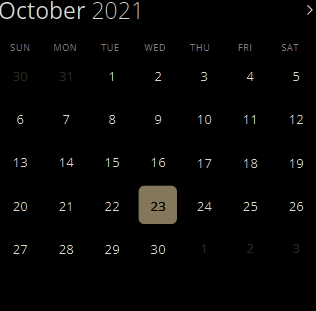 October 2021
SUN MON TUE WED THU FRI SAT
30 31 1 2 3 4 5
6 7 8 9 10 11 12
13 14 15 16 17 18 19
20 21 22 23 24 25 26
27 28 29 30 1 2 3